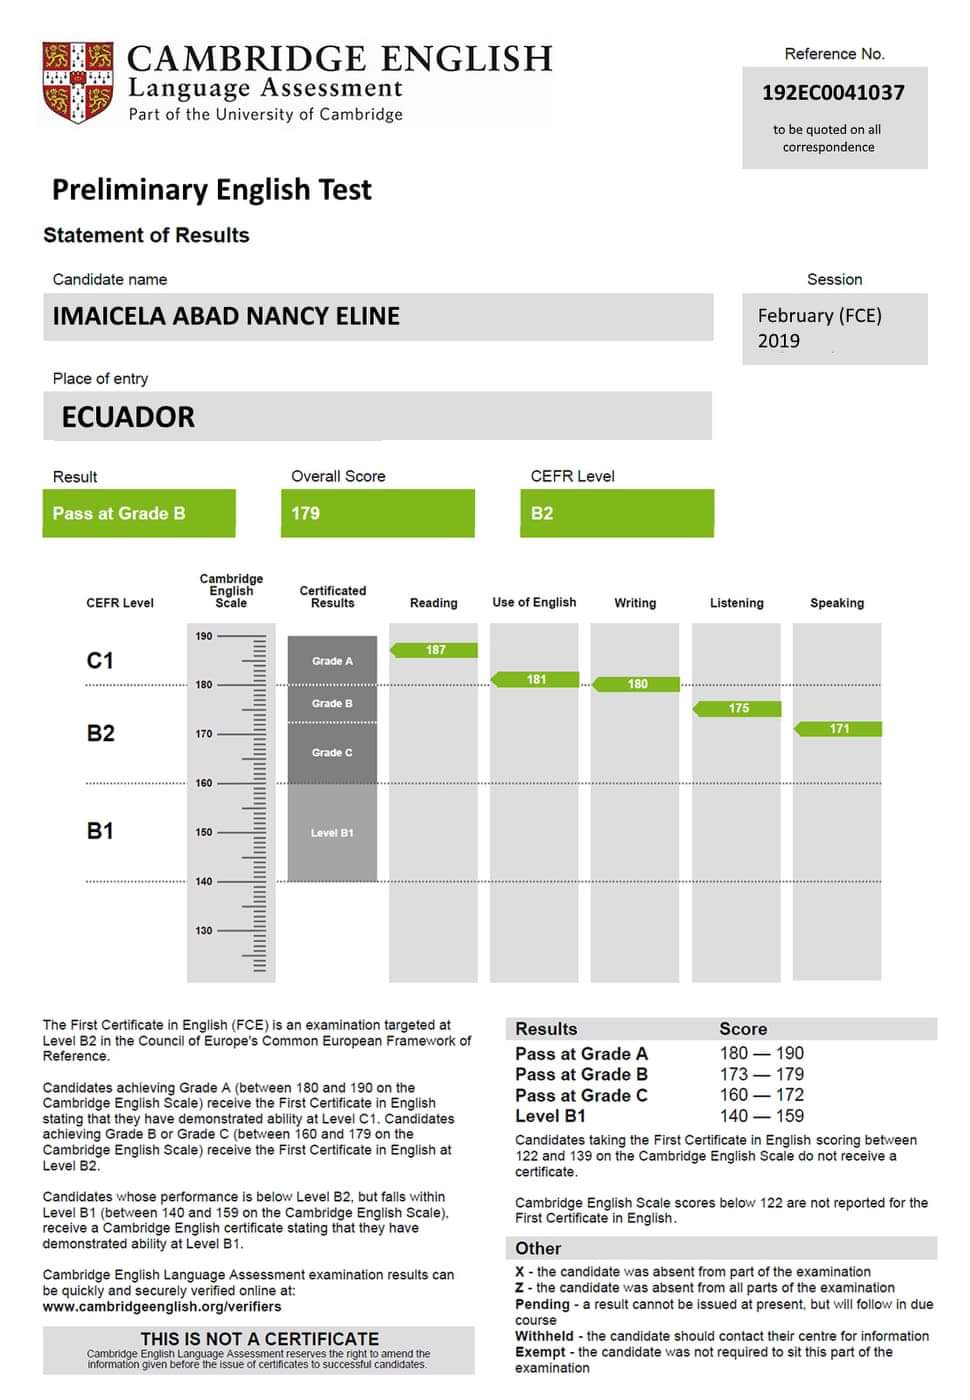 CAMBRIDGE ENGLISH
Language Assessment
Part of the University of Cambridge
Reference No.
192EC0041037
to be quoted on all
correspondence
Preliminary English Test
Statement of Results
Candidate name
Session
IMAICELA ABAD NANCY ELINE
February (FCE)
2019
Place of entry
ECUADOR
Result
Overall Score
CEFR Level
Pass at Grade B
179
B2
CEFR Level
Cambridge
English
Scale
Certificated
Results
Reading
Use of English
Writing
Listening
Speaking
190
C1
Grade A
187
180
181
180
Grade B
175
170
B2
171
Grade C
160
B1
150
Level B1
140
130
The First Certificate in English (FCE) is an examination targeted at
Level B2 in the Council of Europe's Common European Framework of
Reference.
Candidates achieving Grade A (between 180 and 190 on the
Cambridge English Scale) receive the First Certificate in English
stating that they have demonstrated ability at Level C1. Candidates
achieving Grade B or Grade C (between 160 and 179 on the
Cambridge English Scale) receive the First Certificate in English at
Level B2.
Candidates whose performance is below Level B2, but falls within
Level B1 (between 140 and 159 on the Cambridge English Scale),
receive a Cambridge English certificate stating that they have
demonstrated ability at Level B1.
Cambridge English Language Assessment examination results can
be quickly and securely verified online at:
www.cambridgeenglish.org/verifiers
THIS IS NOT A CERTIFICATE
Cambridge English Language Assessment reserves the right to amend the
information given before the issue of certificates to successful candidates.
Results Score
Pass at Grade A 180 — 190
Pass at Grade B 173 — 179
Pass at Grade C 160 — 172
Level B1 140 — 159
Candidates taking the First Certificate in English scoring between
122 and 139 on the Cambridge English Scale do not receive a
certificate.
Cambridge English Scale scores below 122 are not reported for the
First Certificate in English.
Other
X - the candidate was absent from part of the examination
Z - the candidate was absent from all parts of the examination
Pending - a result cannot be issued at present, but will follow in due
course
Withheld - the candidate should contact their centre for information
Exempt - the candidate was not required to sit this part of the
examination